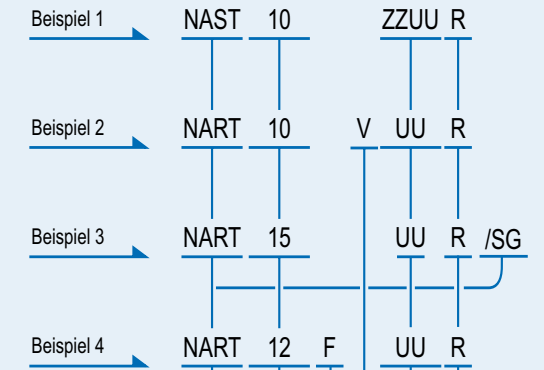 Beispiel 1 NAST 10 ZZUU R
Beispiel 2 NART 10 V UU R
Beispiel 3 NART 15 UU R /SG
Beispiel 4 NART 12 F UU R